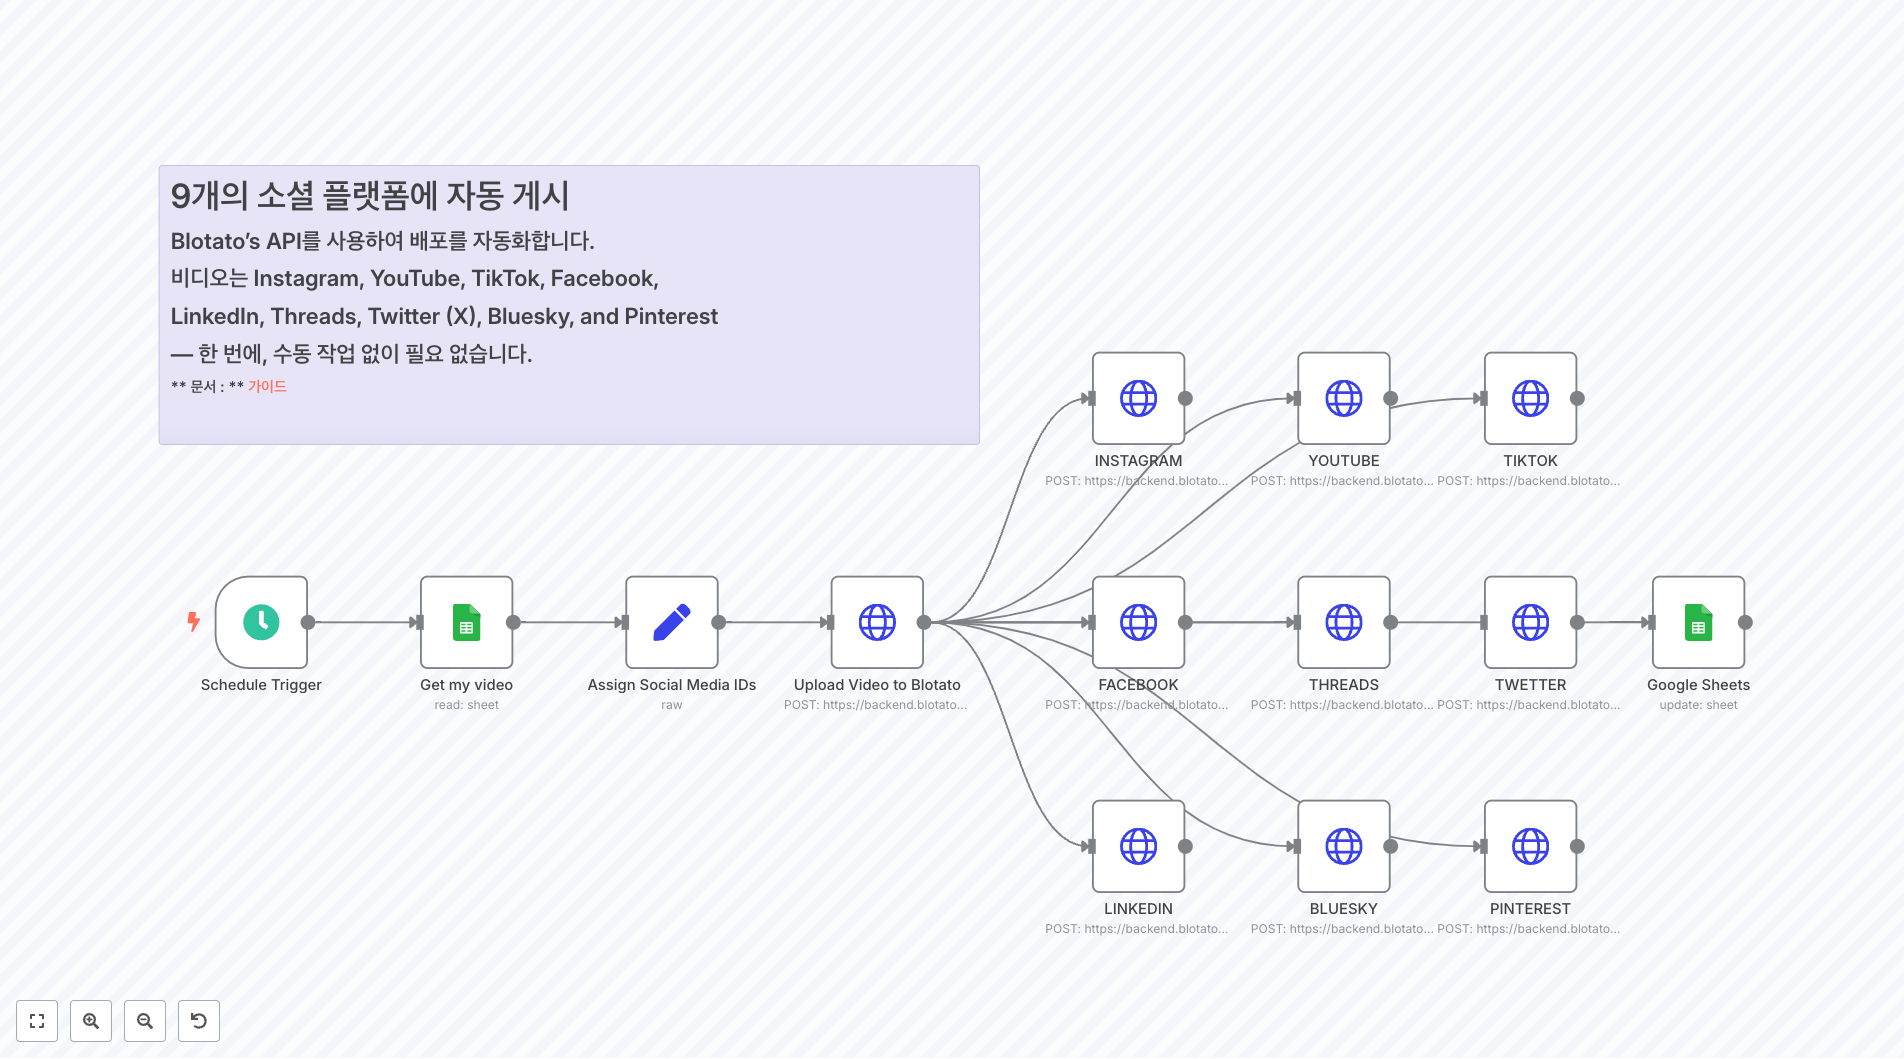 9개의 소셜 플랫폼에 자동 게시
Blotato’s API를 사용하여 배포를 자동화합니다.
비디오는 Instagram, YouTube, TikTok, Facebook,
LinkedIn, Threads, Twitter (X), Bluesky, and Pinterest
— 한 번에, 수동 작업 없이 필요 없습니다.
** 문서 : ** 가이드
INSTAGRAM
POST: https://backend.blotato...
YOUTUBE
POST: https://backend.blotato...
TIKTOK
POST: https://backend.blotato...
Schedule Trigger
Get my video
read: sheet
Assign Social Media IDs
raw
Upload Video to Blotato
POST: https://backend.blotato...
FACEBOOK
POST: https://backend.blotato...
THREADS
POST: https://backend.blotato...
TWETTER
POST: https://backend.blotato...
Google Sheets
update: sheet
LINKEDIN
POST: https://backend.blotato...
BLUESKY
POST: https://backend.blotato...
PINTEREST
POST: https://backend.blotato...